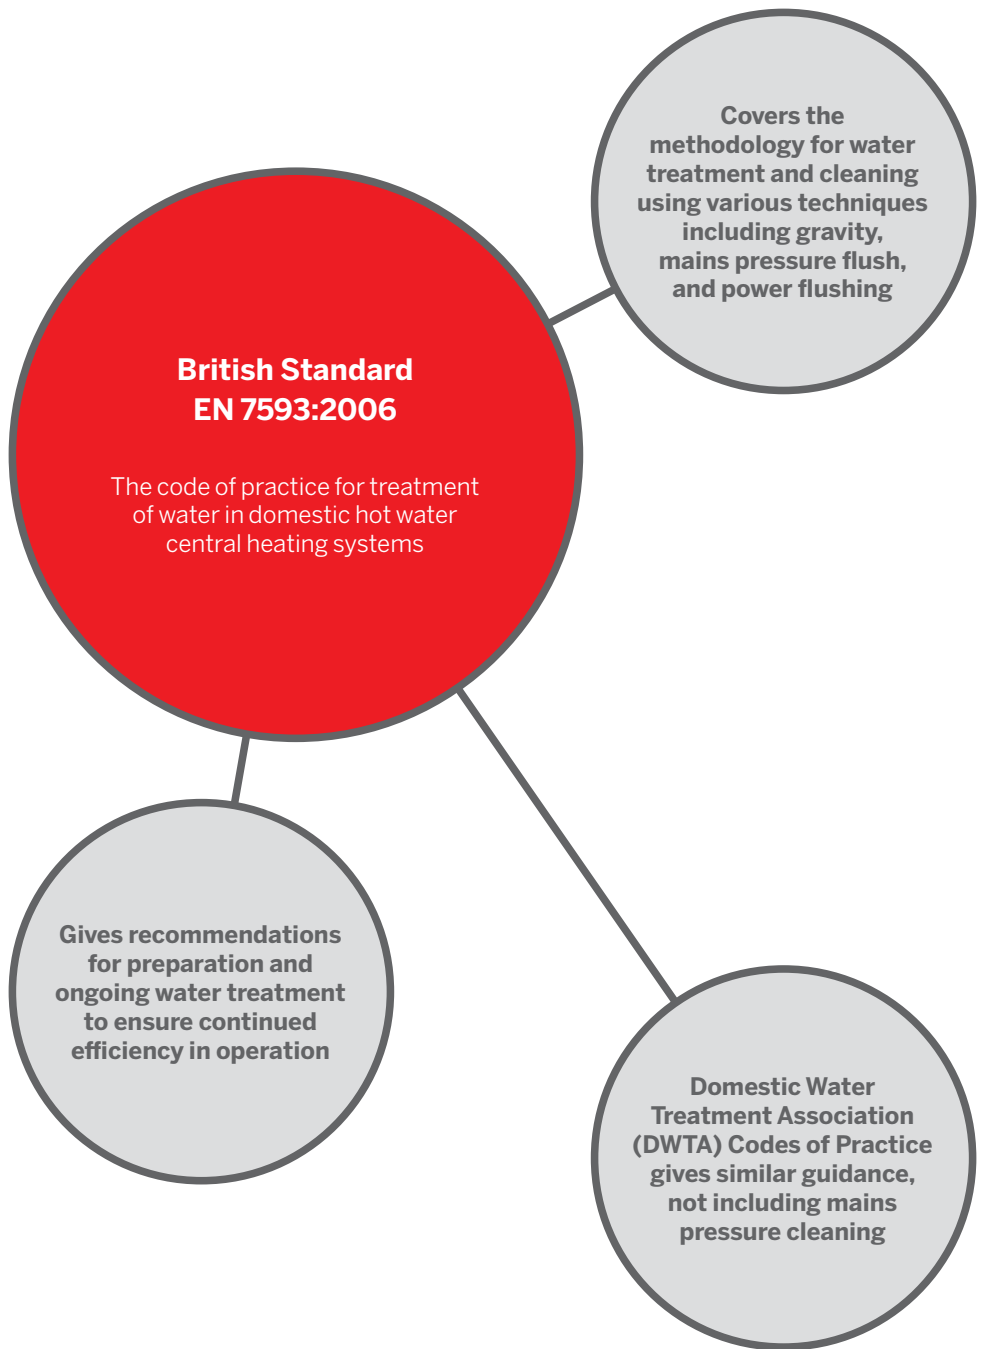 Covers the
methodology for water
treatment and cleaning
using various techniques
including gravity,
mains pressure flush,
and power flushing
British Standard
EN 7593:2006
The code of practice for treatment
of water in domestic hot water
central heating systems
Gives recommendations
for preparation and
ongoing water treatment
to ensure continued
efficiency in operation
Domestic Water
Treatment Association
(DWTA) Codes of Practice
gives similar guidance,
not including mains
pressure cleaning